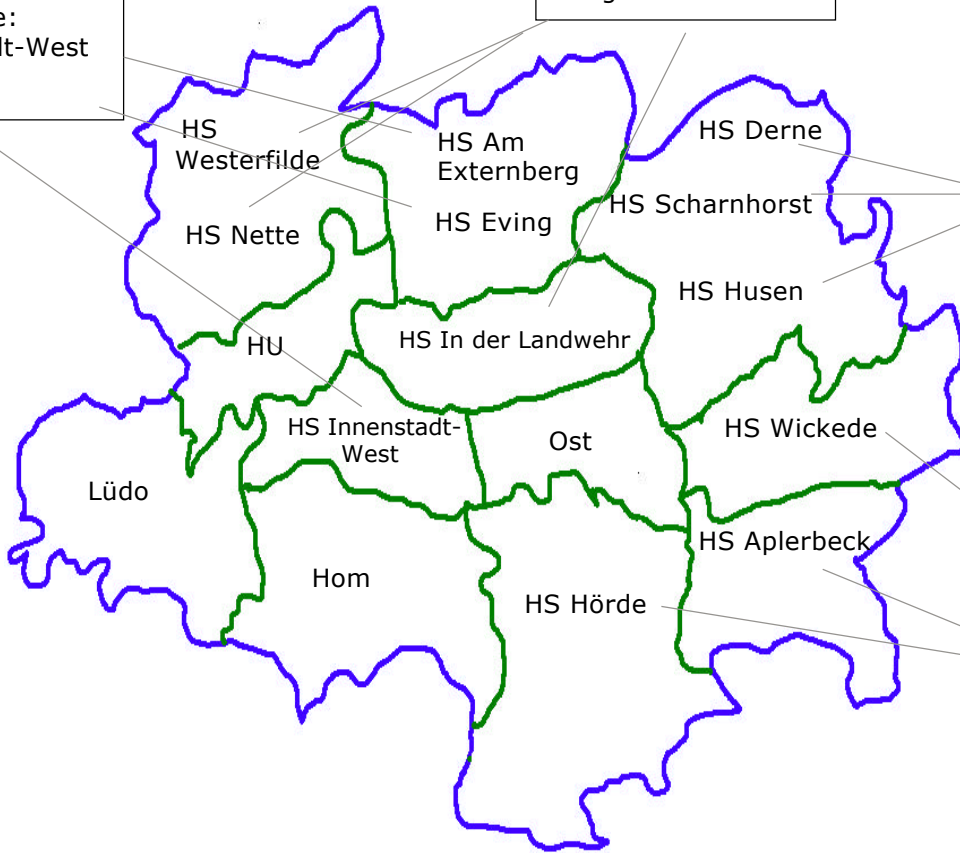 e:
dt-West
HS
Westerfilde
HS Am
Externberg
HS Derne
HS Nette
HS Eving
HS Scharnhorst
HS Husen
HU
HS In der Landwehr
HS Innenstadt-
West
Ost
HS Wickede
Lüdo
HS Aplerbeck
Hom
HS Hörde